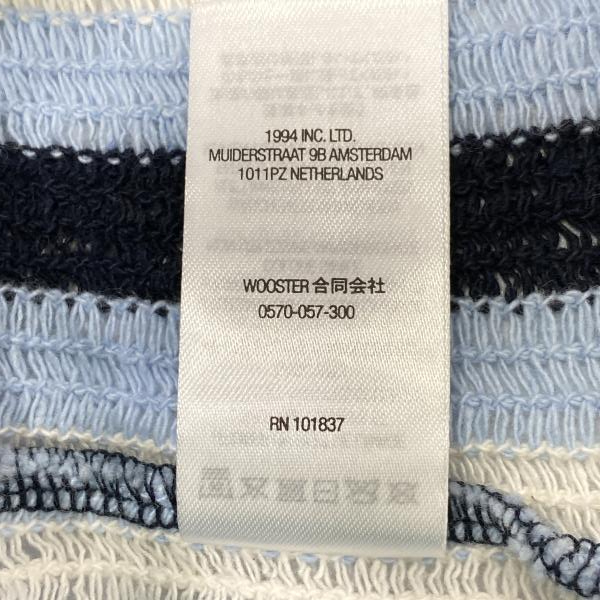 1994 INC. LTD.
MUIDERSTRAAT 9B AMSTERDAM
1011PZ NETHERLANDS
WOOSTER 合同会社
0570-057-300
RN 101837